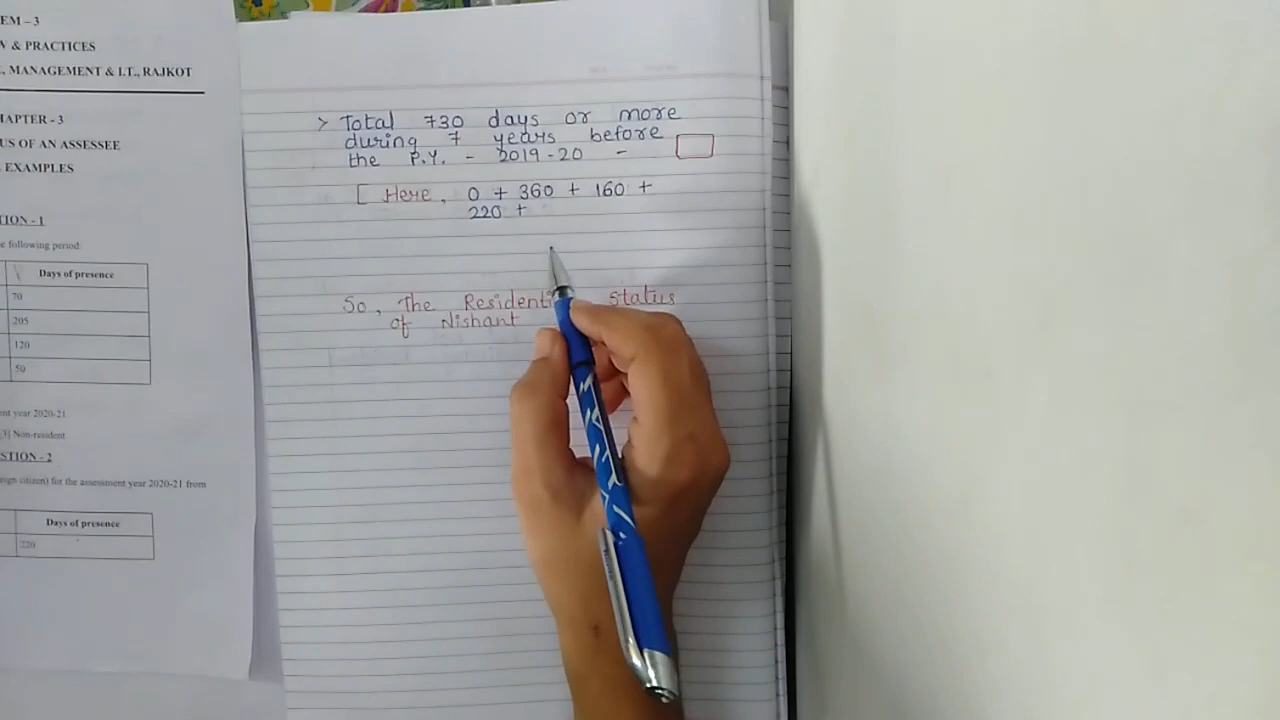 EM – 3
& PRACTICES
, MANAGEMENT & I.T., RAJKOT
HAPTER - 3
US OF AN ASSESSEE
EXAMPLES
TION - 1
e following period:
Days of presence
70
205
120
50
ent year 2020-21
[3] Non-resident
STION - 2
eign citizen) for the assessment year 2020-21 from
Days of presence
220
> Total 730 days or more
during 7 years before
the P.Y. - 2019-20 -
[ Here, 0 + 360 + 160 +
220 +
So, The Residenti status
of Nishant